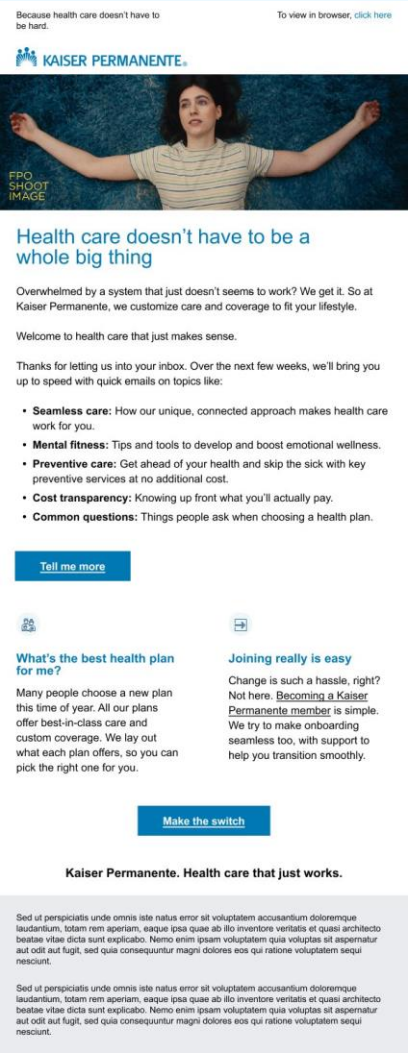 Because health care doesn't have to
be hard.
To view in browser, click here
KAISER PERMANENTE®
FPO
SHOOT
IMAGE
Health care doesn't have to be a
whole big thing
Overwhelmed by a system that just doesn't seems to work? We get it. So at
Kaiser Permanente, we customize care and coverage to fit your lifestyle.
Welcome to health care that just makes sense.
Thanks for letting us into your inbox. Over the next few weeks, we'll bring you
up to speed with quick emails on topics like:
• Seamless care: How our unique, connected approach makes health care
work for you.
• Mental fitness: Tips and tools to develop and boost emotional wellness.
• Preventive care: Get ahead of your health and skip the sick with key
preventive services at no additional cost.
• Cost transparency: Knowing up front what you'll actually pay.
• Common questions: Things people ask when choosing a health plan.
Tell me more
What's the best health plan
for me?
Many people choose a new plan
this time of year. All our plans
offer best-in-class care and
custom coverage. We lay out
what each plan offers, so you can
pick the right one for you.
Joining really is easy
Change is such a hassle, right?
Not here. Becoming a Kaiser
Permanente member is simple.
We try to make onboarding
seamless too, with support to
help you transition smoothly.
Make the switch
Kaiser Permanente. Health care that just works.
Sed ut perspiciatis unde omnis iste natus error sit voluptatem accusantium doloremque
laudantium, totam rem aperiam, eaque ipsa quae ab illo inventore veritatis et quasi architecto
beatae vitae dicta sunt explicabo. Nemo enim ipsam voluptatem quia voluptas sit aspernatur
aut odit aut fugit, sed quia consequuntur magni dolores eos qui ratione voluptatem sequi
nesciunt.
Sed ut perspiciatis unde omnis iste natus error sit voluptatem accusantium doloremque
laudantium, totam rem aperiam, eaque ipsa quae ab illo inventore veritatis et quasi architecto
beatae vitae dicta sunt explicabo. Nemo enim ipsam voluptatem quia voluptas sit aspernatur
aut odit aut fugit, sed quia consequuntur magni dolores eos qui ratione voluptatem sequi
nesciunt.